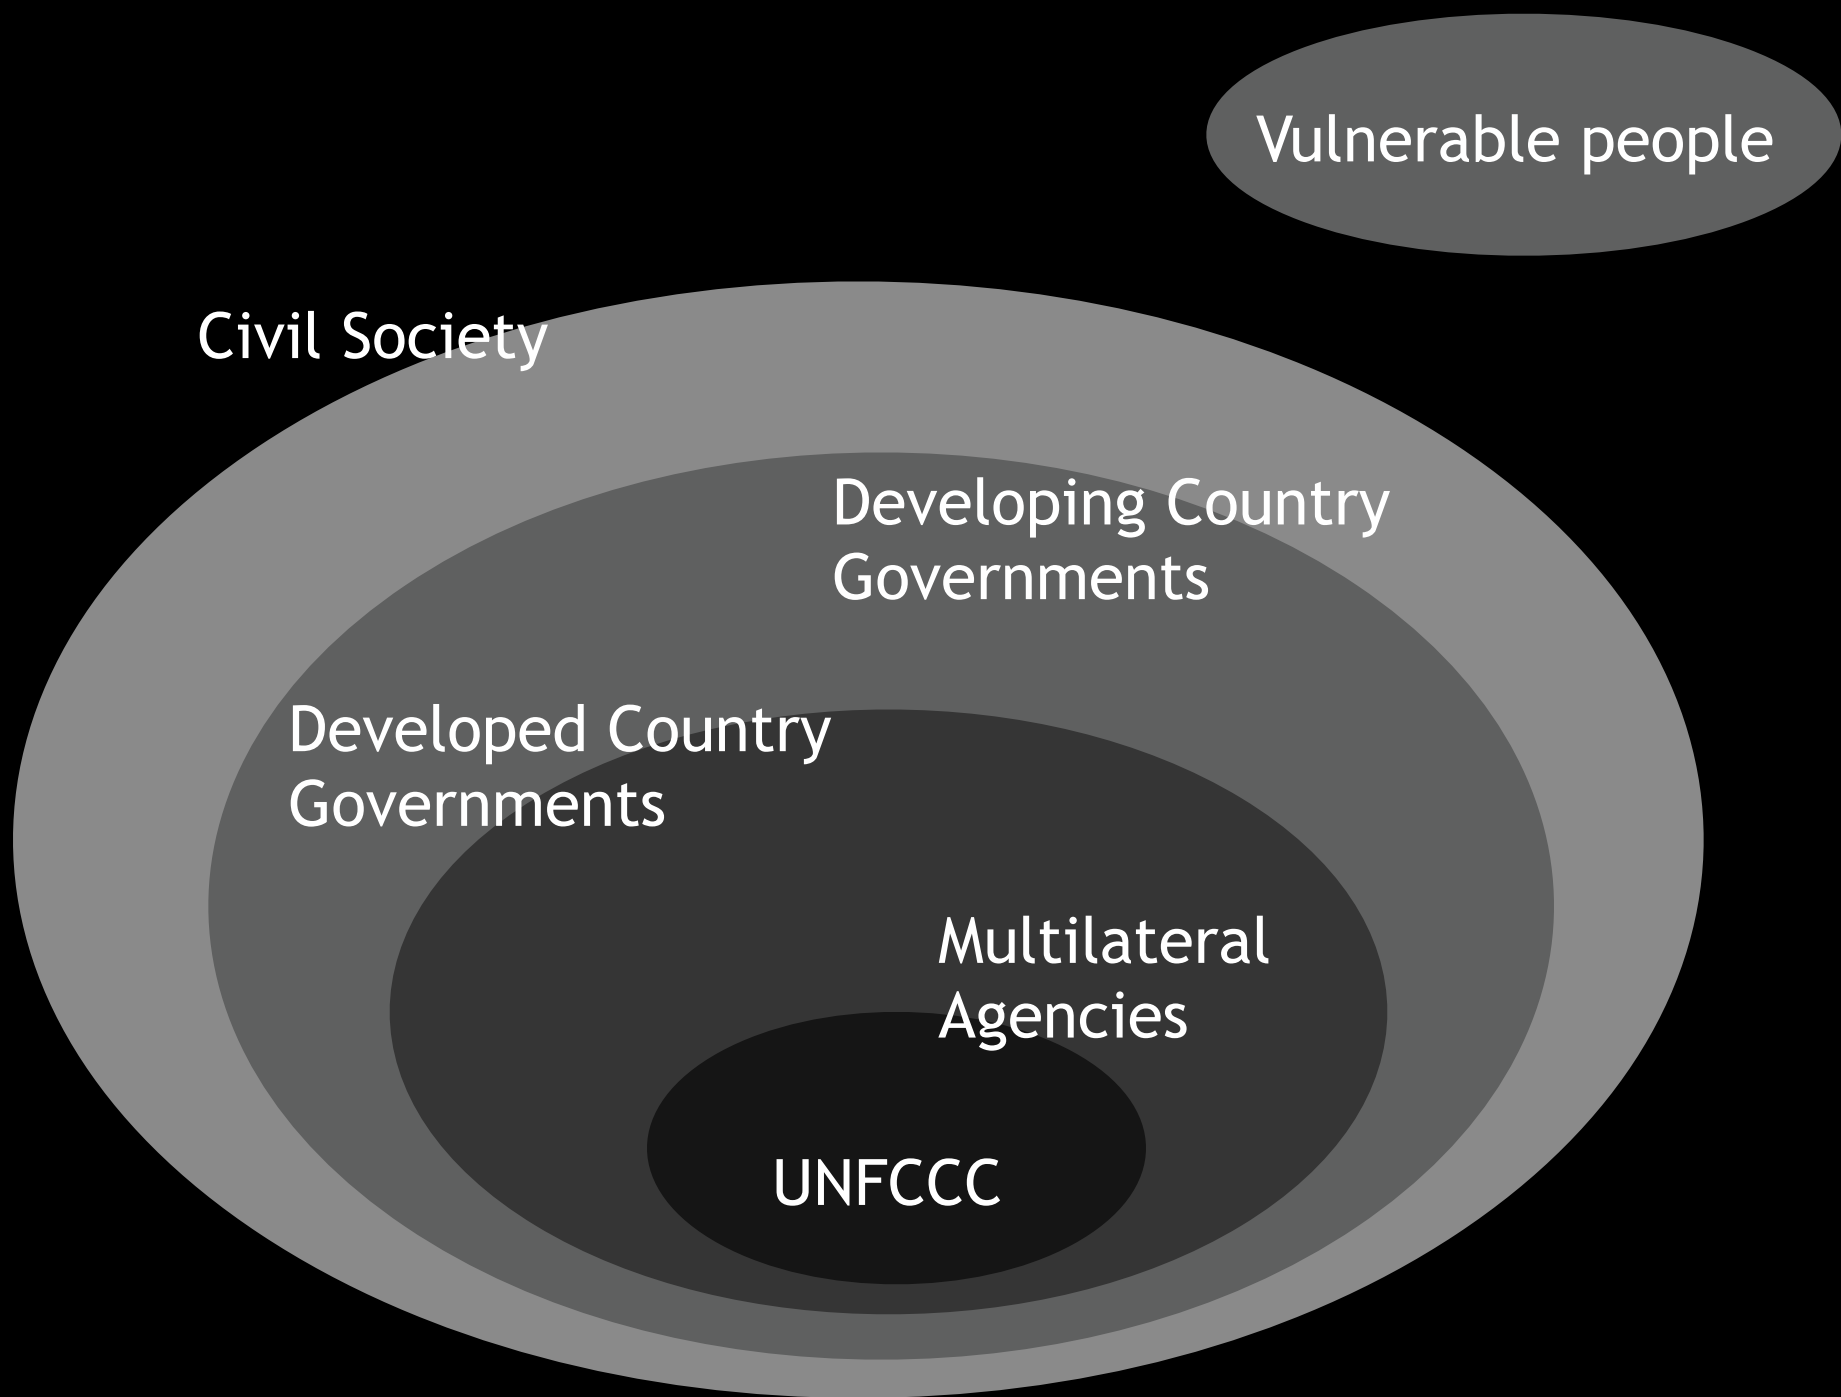 Vulnerable people
Civil Society
Developing Country
Governments
Developed Country
Governments
Multilateral
Agencies
UNFCCC